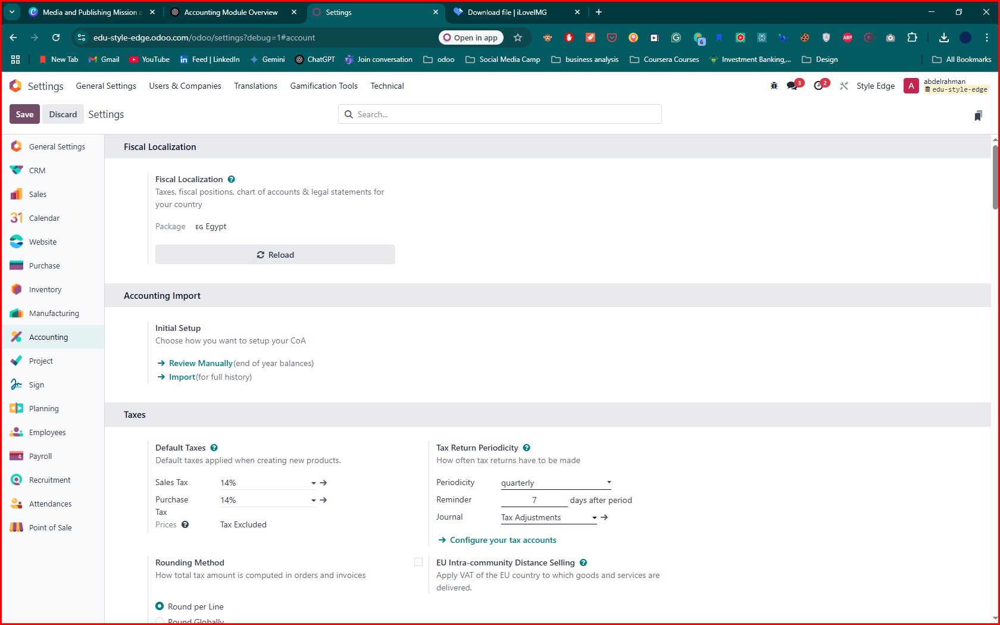 Media and Publishing Mission a
Accounting Module Overview
Settings
Download file | iLoveIMG
edu-style-edge.odoo.com/odoo/settings?debug=1#account
Open in app
6
ABP
New Tab
Gmail
YouTube
Feed | LinkedIn
Gemini
ChatGPT
Join conversation
odoo
Social Media Camp
business analysis
Coursera Courses
Investment Banking,...
Design
All Bookmarks
Settings
General Settings
Users & Companies
Translations
Gamification Tools
Technical
3
2
Style Edge
A
abdelrahman
edu-style-edge
Save
Discard
Settings
Search...
General Settings
CRM
Sales
31
Calendar
Website
Purchase
Inventory
Manufacturing
Accounting
Project
Sign
Planning
Employees
Payroll
Recruitment
Attendances
Point of Sale
Fiscal Localization
Fiscal Localization ?
Taxes, fiscal positions, chart of accounts & legal statements for
your country
Package EG Egypt
Reload
Accounting Import
Initial Setup
Choose how you want to setup your CoA
→ Review Manually(end of year balances)
→ Import(for full history)
Taxes
Default Taxes ?
Default taxes applied when creating new products.
Sales Tax 14%
Purchase 14%
Tax
Prices ? Tax Excluded
Tax Return Periodicity ?
How often tax returns have to be made
Periodicity quarterly
Reminder 7 days after period
Journal Tax Adjustments
→ Configure your tax accounts
Rounding Method
How total tax amount is computed in orders and invoices
Round per Line
Round Globally
EU Intra-community Distance Selling ?
Apply VAT of the EU country to which goods and services are
delivered.